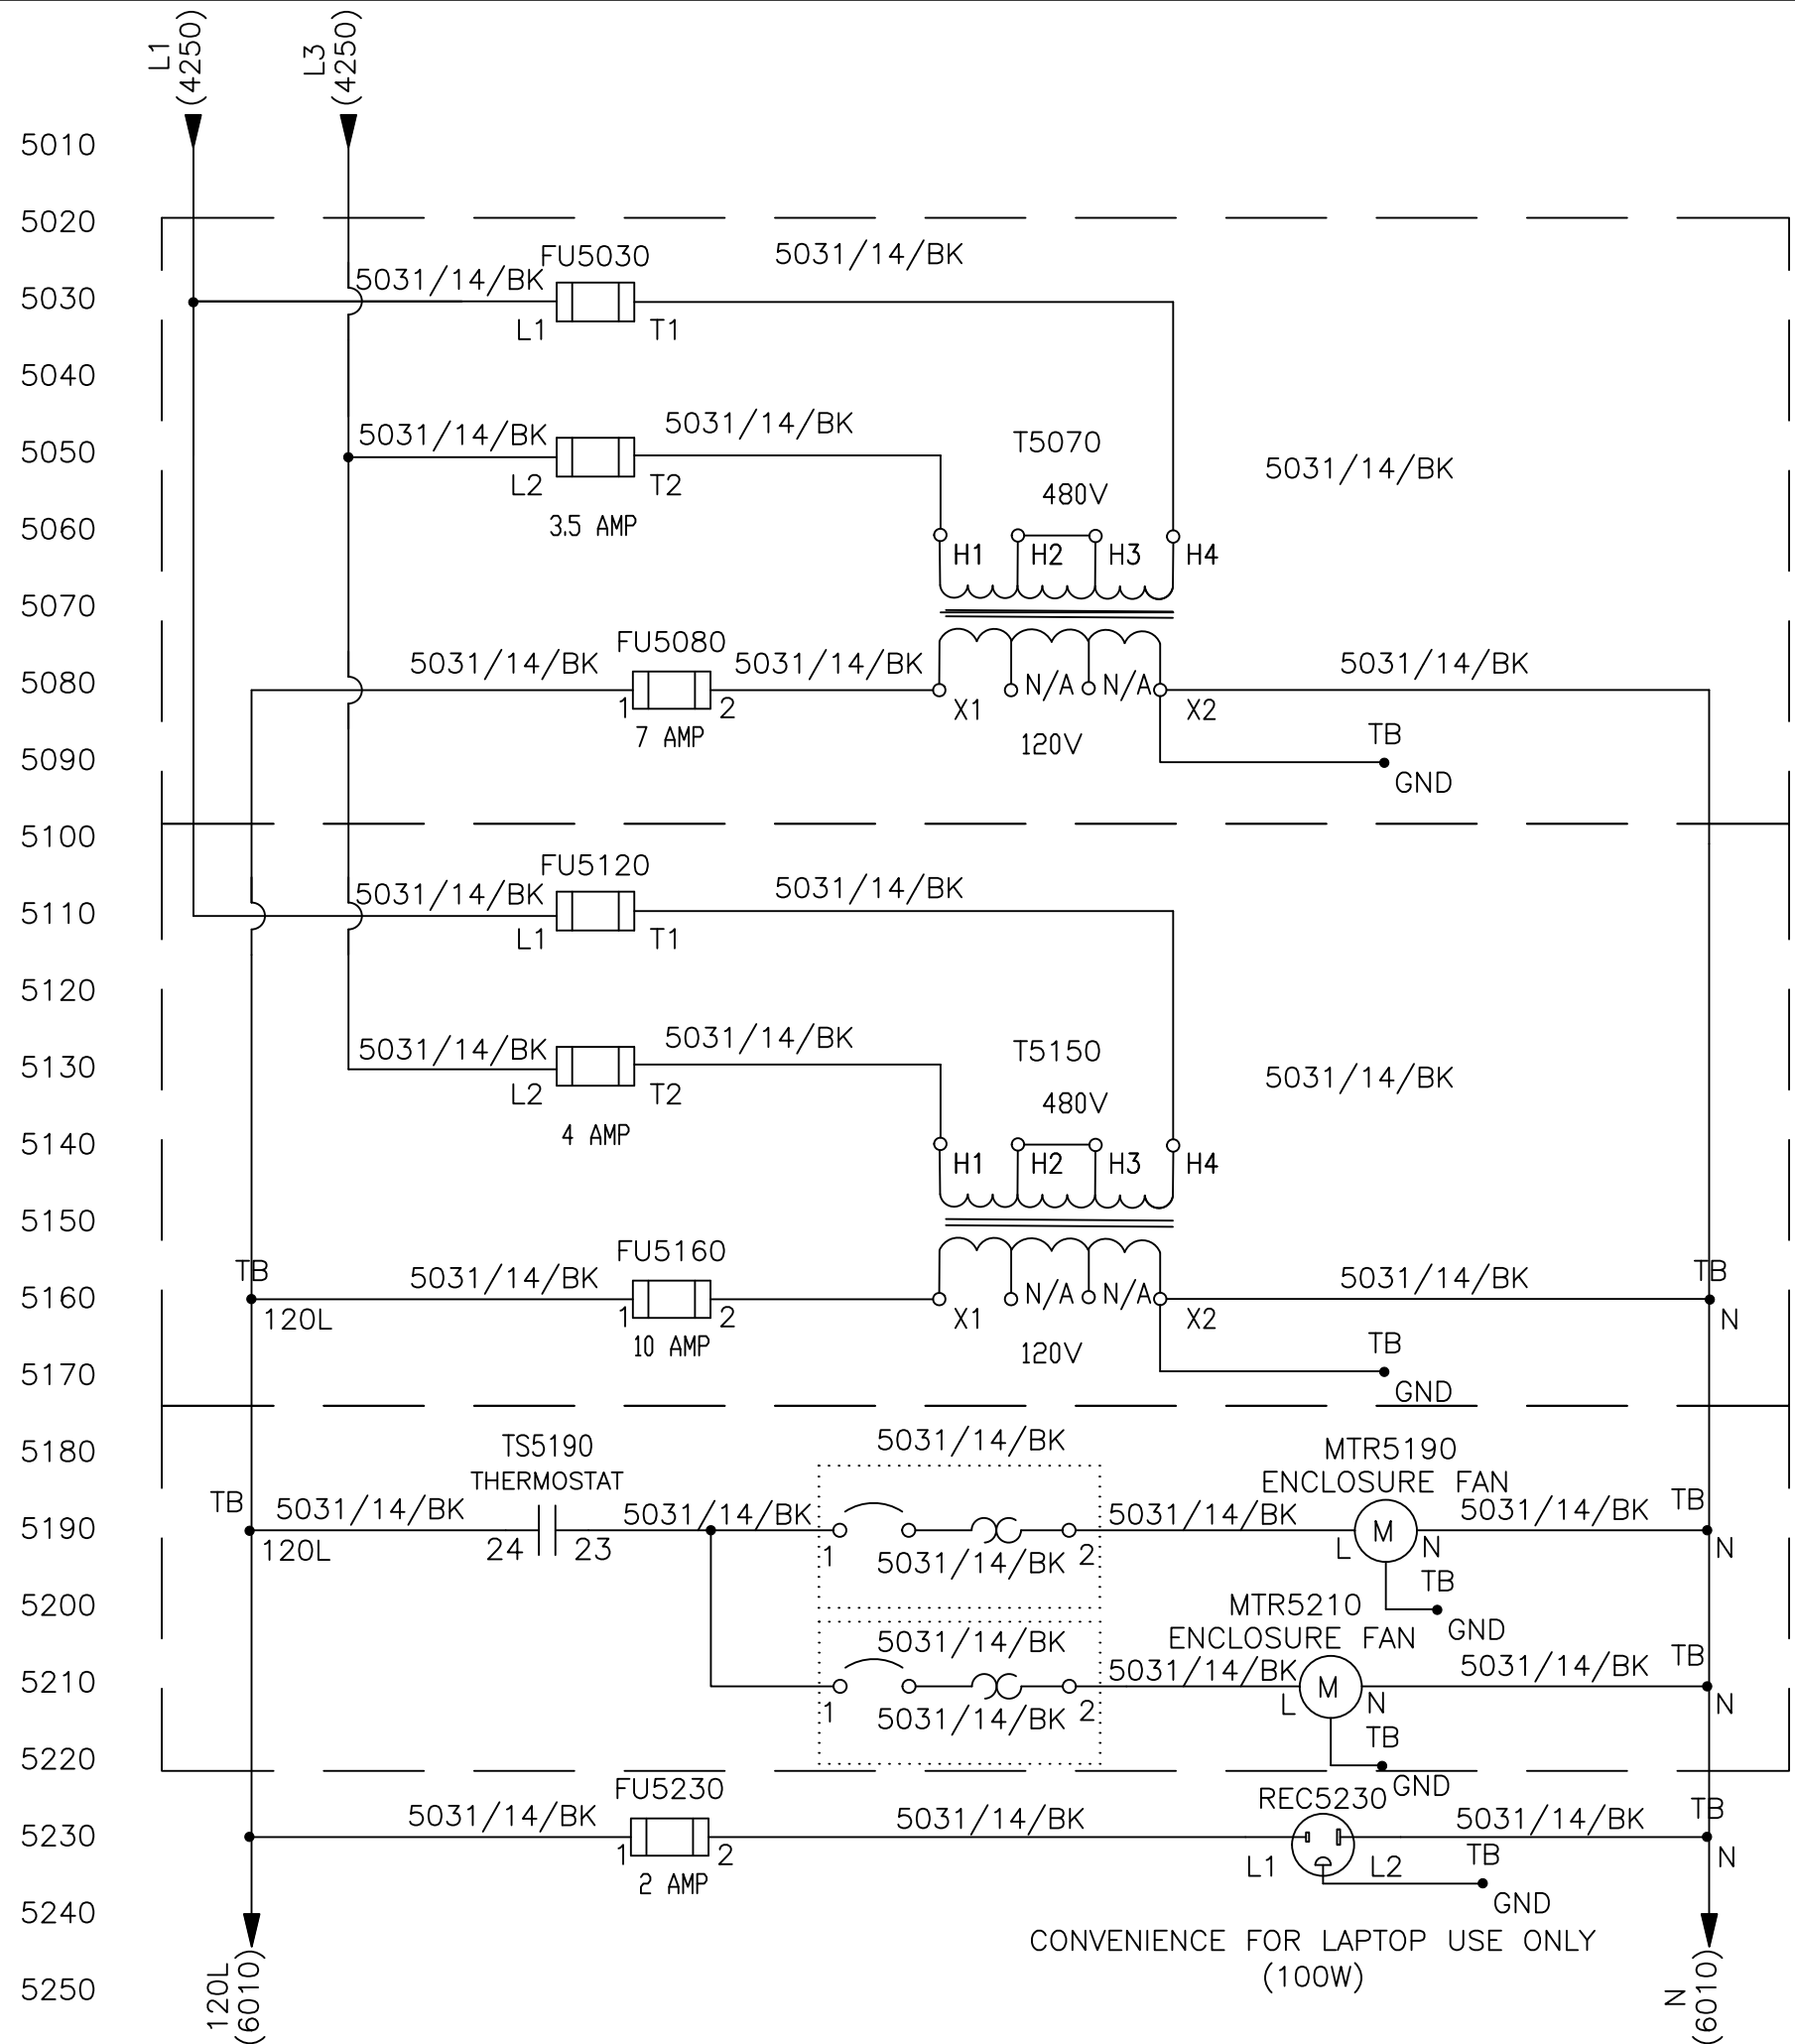 L1
(4250)
L3
(4250)
5010
5020
FU5030
5031/14/BK
5031/14/BK
5030
L1
T1
5040
5031/14/BK
5031/14/BK
T5070
5050
5031/14/BK
L2
T2
480V
3.5 AMP
5060
H1
H2
H3
H4
5070
FU5080
5031/14/BK
5031/14/BK
5031/14/BK
5080
N/A
N/A
1
2
X1
X2
7 AMP
120V
TB
5090
GND
5100
FU5120
5031/14/BK
5031/14/BK
5110
L1
T1
5120
5031/14/BK
5031/14/BK
T5150
5130
5031/14/BK
L2
T2
480V
4 AMP
5140
H1
H2
H3
H4
5150
FU5160
TB
5031/14/BK
5031/14/BK
TB
5160
N/A
N/A
120L
1
2
X1
X2
N
10 AMP
120V
TB
5170
GND
5180
TS5190
THERMOSTAT
5031/14/BK
MTR5190
ENCLOSURE FAN
TB
5031/14/BK
5031/14/BK
5031/14/BK
5031/14/BK
TB
5190
M
120L
24
23
1
5031/14/BK
2
L
N
N
TB
5200
MTR5210
GND
5031/14/BK
ENCLOSURE FAN
5031/14/BK
5031/14/BK
TB
5210
M
1
5031/14/BK
2
L
N
N
TB
5220
GND
FU5230
REC5230
5031/14/BK
5031/14/BK
5031/14/BK
TB
5230
1
2
L1
L2
TB
N
2 AMP
GND
5240
CONVENIENCE FOR LAPTOP USE ONLY
(100W)
5250
120L
(6010)
N
(6010)